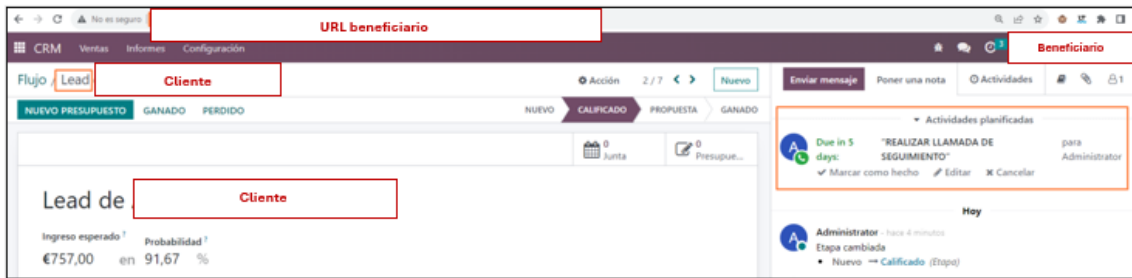 No es seguro
URL beneficiario
CRM Ventas Informes Configuración
3
Beneficiario
Flujo / Lead
Cliente
Acción 2 / 7 Nuevo
NUEVO PRESUPUESTO GANADO PERDIDO
NUEVO CALIFICADO PROPUESTA GANADO
0
Junta
0
Presupue...
Lead de
Cliente
Ingreso esperado ?
Probabilidad ?
€757,00 en 91,67 %
Enviar mensaje Poner una nota Actividades 1
Actividades planificadas
A
Due in 5 days:
"REALIZAR LLAMADA DE SEGUIMIENTO"
para Administrator
Marcar como hecho Editar Cancelar
Hoy
A
Administrator - hace 4 minutos
Etapa cambiada
• Nuevo → Calificado (Etapa)